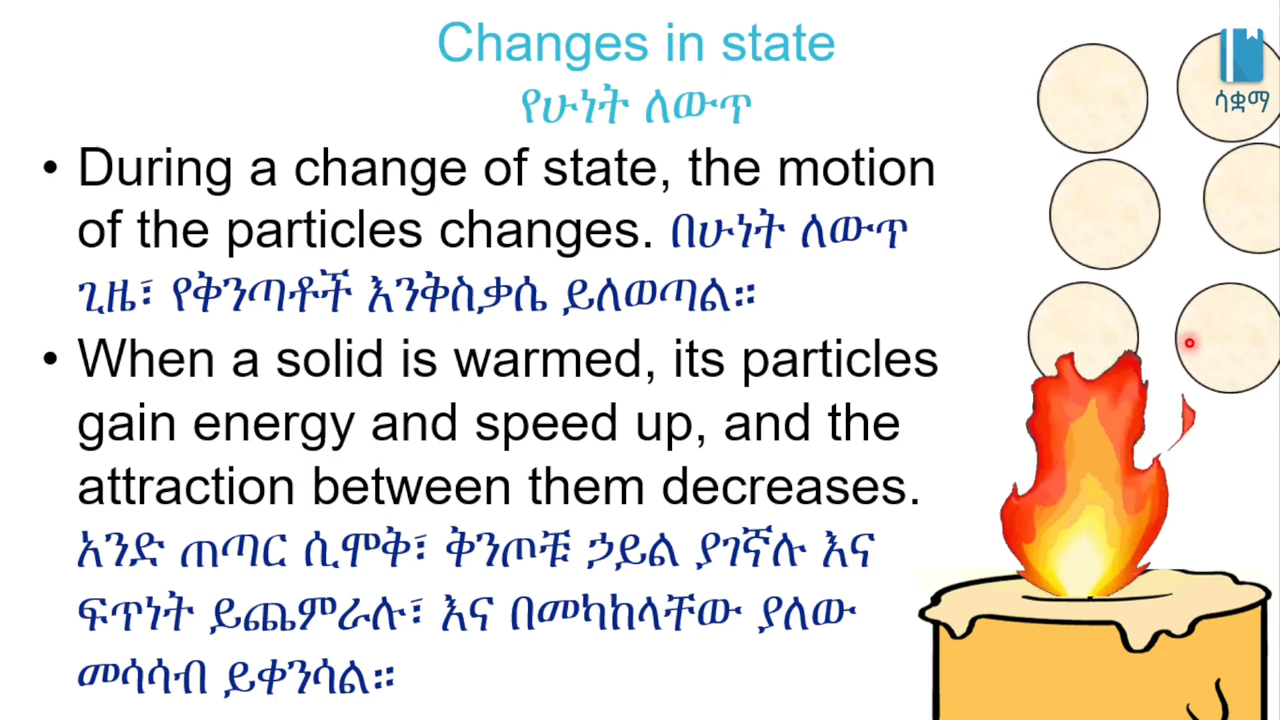 Changes in state
የሁነት ለውጥ
ሳቋማ
• During a change of state, the motion
of the particles changes. በሁነት ለውጥ
ጊዜ፣ የቅንጣቶች እንቅስቃሴ ይለወጣል።
• When a solid is warmed, its particles
gain energy and speed up, and the
attraction between them decreases.
አንድ ጠጣር ሲሞቅ፣ ቅንጦቹ ኃይል ያገኛሉ እና
ፍጥነት ይጨምራሉ፣ እና በመካከላቸው ያለው
መሳሳብ ይቀንሳል።